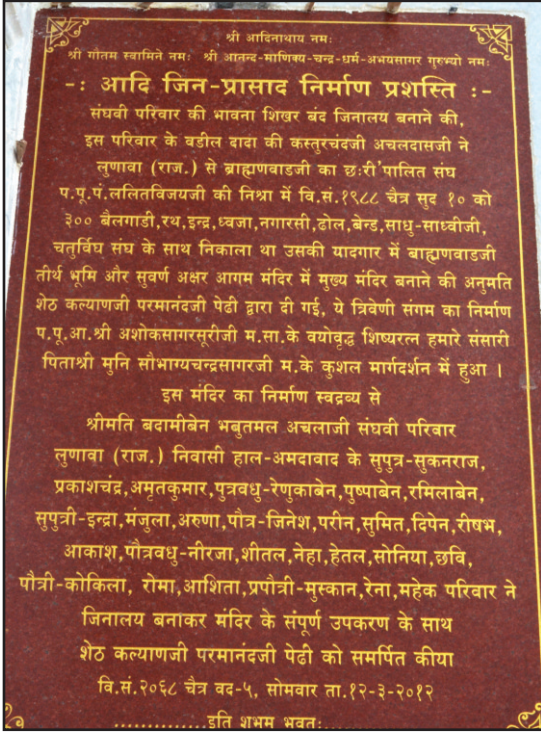 श्री आदिनाथाय नमः
श्री गौतम स्वामिने नमः श्री आनन्द-माणिक्य-चन्द्र-धर्म-अभयसागर गुरुभ्यो नमः
-: आदि जिन-प्रासाद निर्माण प्रशस्ति :-
संघवी परिवार की भावना शिखर बंद जिनालय बनाने की,
इस परिवार के वडील दादा की कस्तुरचंदजी अचलदासजी ने
लुणावा (राज.) से ब्राह्मणवाडजी का छःरी'पालित संघ
प.पू.पं.ललितविजयजी की निश्रा में वि.सं.१९८८ चैत्र सुद १० को
३०० बैलगाडी,रथ,इन्द्र,ध्वजा,नगारसी,ढोल,बेन्ड,साधु-साध्वीजी,
चतुर्विघ संघ के साथ निकाला था उसकी यादगार में बाह्मणवाडजी
तीर्थ भूमि और सुवर्ण अक्षर आगम मंदिर में मुख्य मंदिर बनाने की अनुमति
शेठ कल्याणजी परमानंदजी पेढी द्वारा दी गई, ये त्रिवेणी संगम का निर्माण
प.पू.आ.श्री अशोकसागरसूरीजी म.सा.के वयोवृद्ध शिष्यरत्न हमारे संसारी
पिताश्री मुनि सौभाग्यचन्द्रसागरजी म.के कुशल मार्गदर्शन में हुआ ।
इस मंदिर का निर्माण स्वद्रव्य से
श्रीमति बदामीबेन भबुतमल अचलाजी संघवी परिवार
लुणावा (राज.) निवासी हाल-अमदावाद के सुपुत्र-सुकनराज,
प्रकाशचंद्र,अमृतकुमार,पुत्रवधु-रेणुकाबेन,पुष्पाबेन,रमिलाबेन,
सुपुत्री-इन्द्रा,मंजुला,अरुणा,पौत्र-जिनेश,परीन,सुमित,दिपेन,रीषभ,
आकाश,पौत्रवधु-नीरजा,शीतल,नेहा,हेतल,सोनिया,छवि,
पौत्री-कोकिला, रोमा,आशिता,प्रपौत्री-मुस्कान,रेना,महेक परिवार ने
जिनालय बनाकर मंदिर के संपूर्ण उपकरण के साथ
शेठ कल्याणजी परमानंदजी पेढी को समर्पित कीया
वि.सं.२०६८ चैत्र वद-५, सोमवार ता.१२-३-२०१२
.............इति शुभम् भवतु:.............